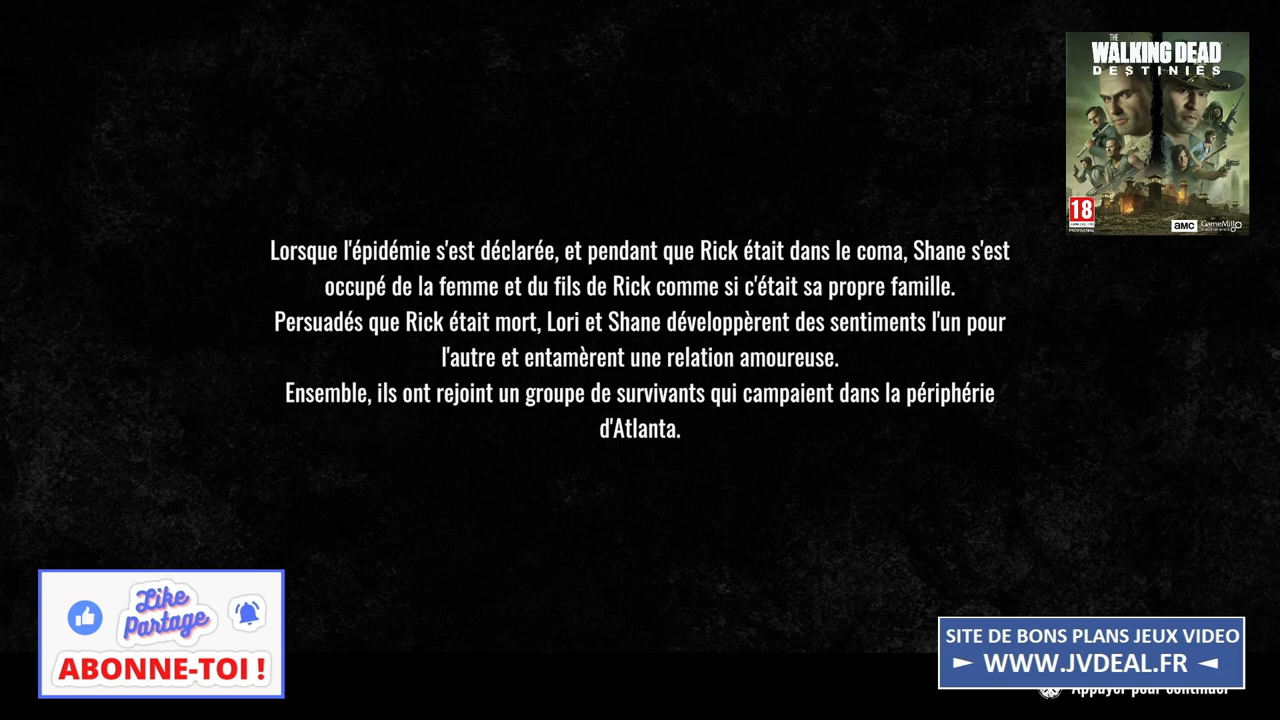 THE
WALKING DEAD
DESTINIES
18
PROVISIONAL
amc GameMill
Lorsque l'épidémie s'est déclarée, et pendant que Rick était dans le coma, Shane s'est
occupé de la femme et du fils de Rick comme si c'était sa propre famille.
Persuadés que Rick était mort, Lori et Shane développèrent des sentiments l'un pour
l'autre et entamèrent une relation amoureuse.
Ensemble, ils ont rejoint un groupe de survivants qui campaient dans la périphérie
d'Atlanta.
Like
Partage
ABONNE-TOI !
SITE DE BONS PLANS JEUX VIDEO
► WWW.JVDEAL.FR ◄
Appuyer pour continuer